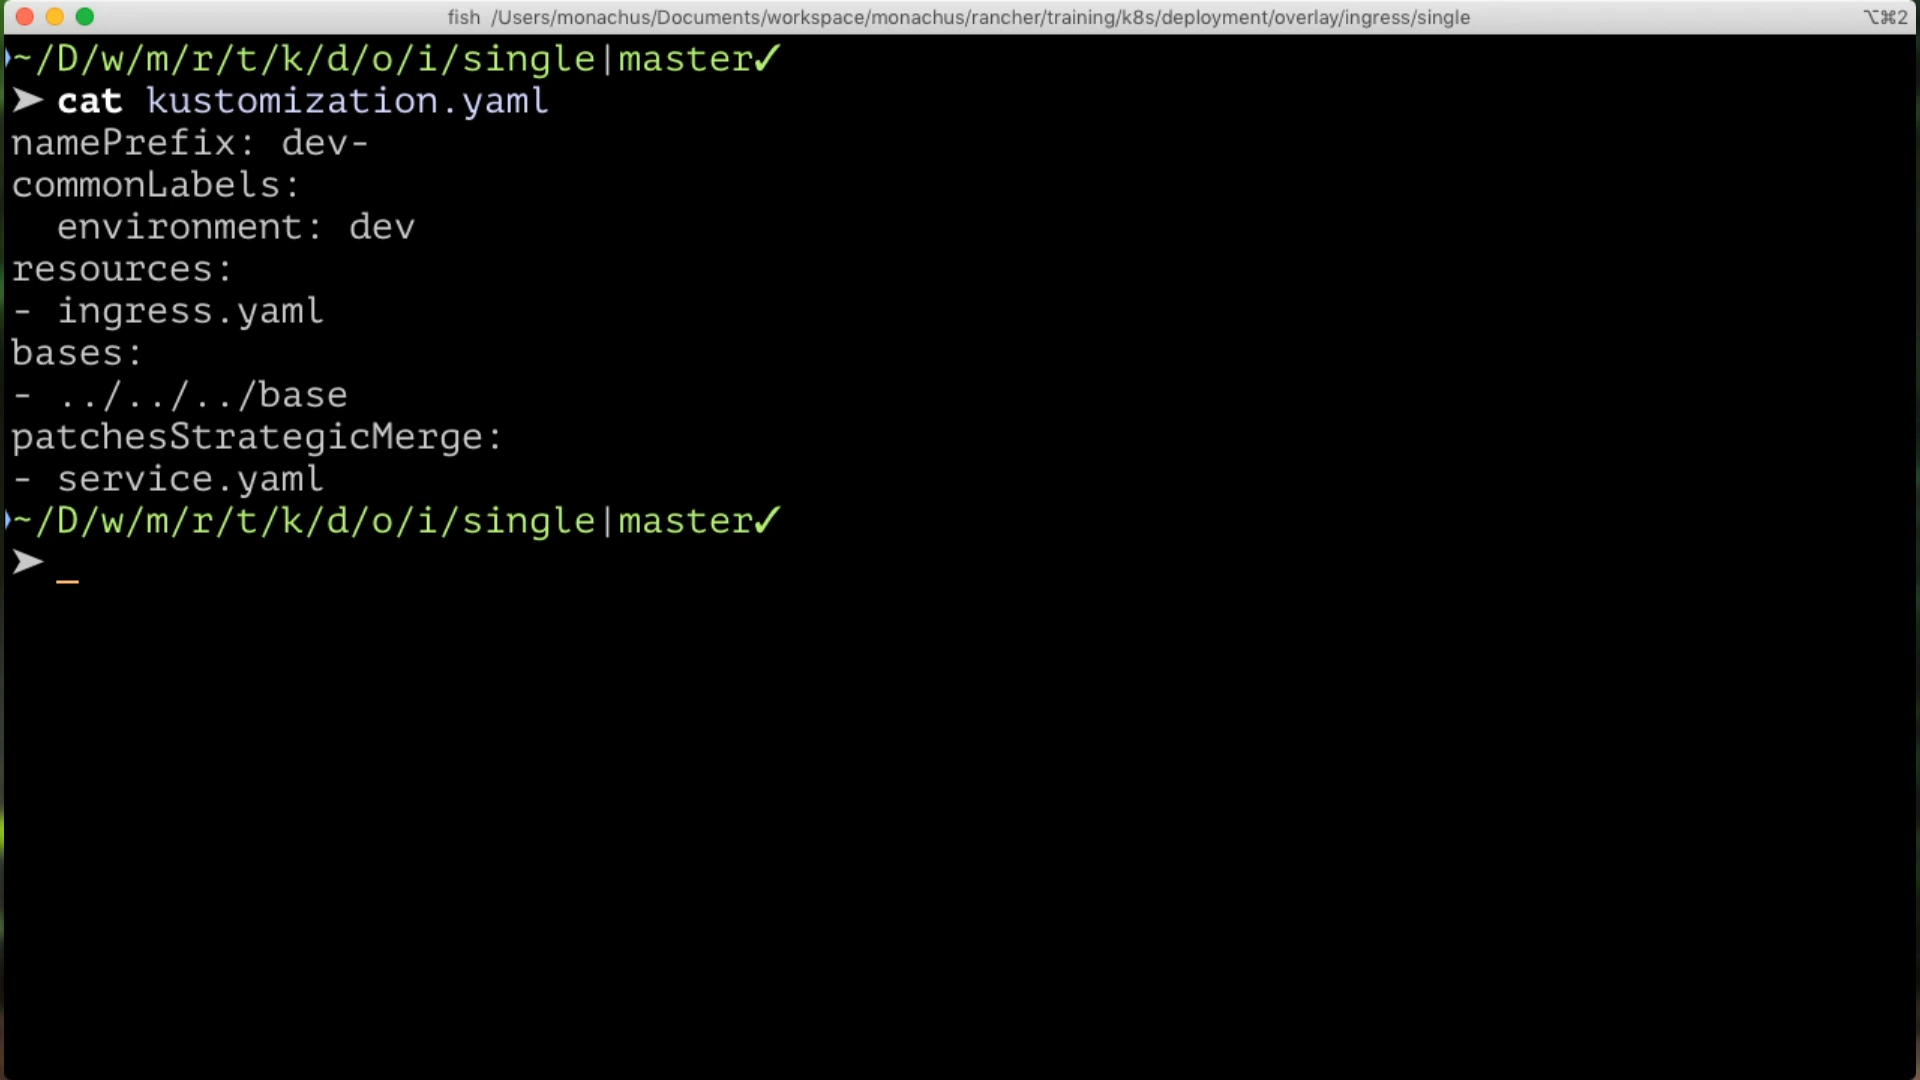 fish /Users/monachus/Documents/workspace/monachus/rancher/training/k8s/deployment/overlay/ingress/single ⌥⌘2
~/D/w/m/r/t/k/d/o/i/single|master✓
➤ cat kustomization.yaml
namePrefix: dev-
commonLabels:
  environment: dev
resources:
- ingress.yaml
bases:
- ../../../base
patchesStrategicMerge:
- service.yaml
~/D/w/m/r/t/k/d/o/i/single|master✓
➤ _